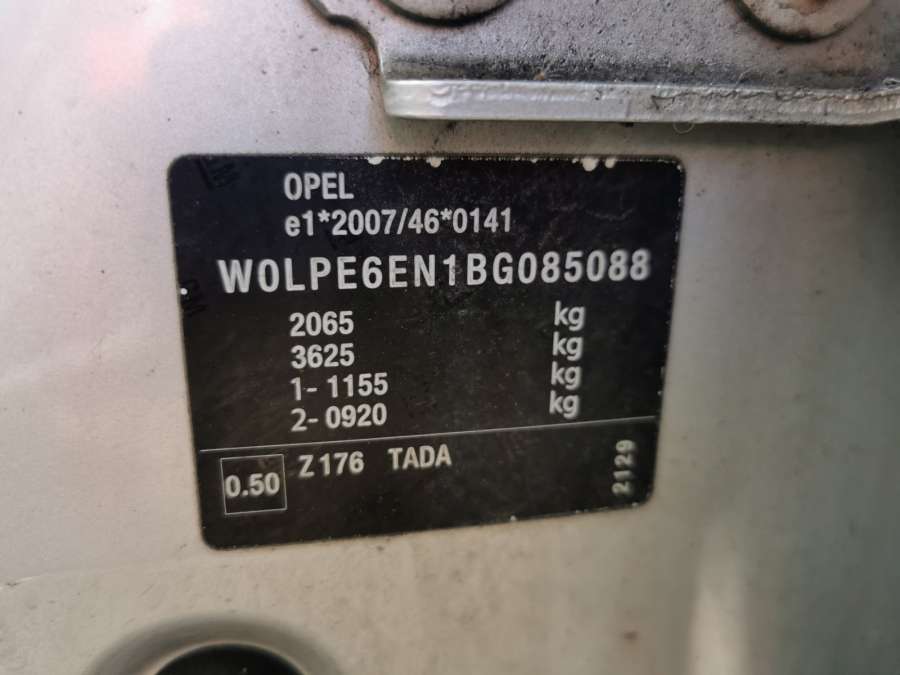 OPEL
e1*2007/46*0141
W0LPE6EN1BG085088
2065 kg
3625 kg
1- 1155 kg
2- 0920 kg
0.50 Z176 TADA
2129